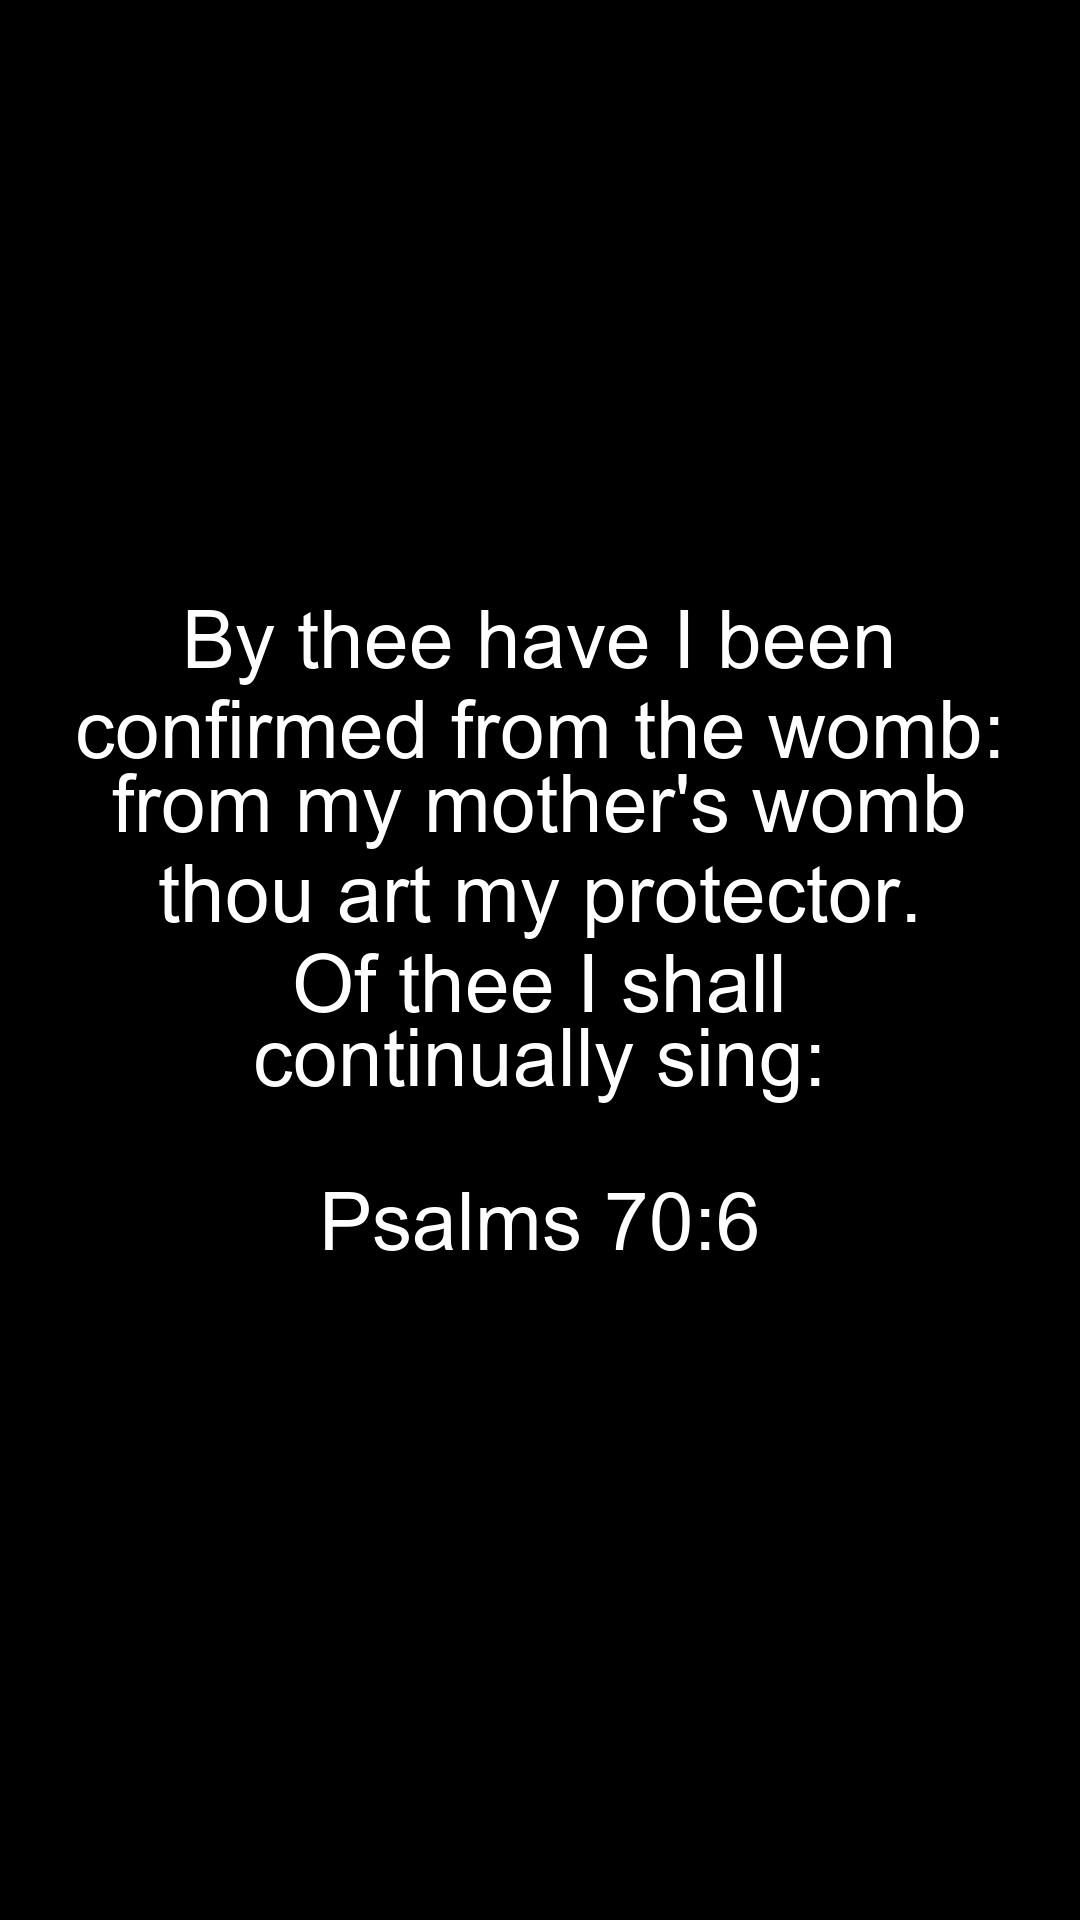 By thee have I been
confirmed from the womb:
from my mother's womb
thou art my protector.
Of thee I shall
continually sing:
Psalms 70:6